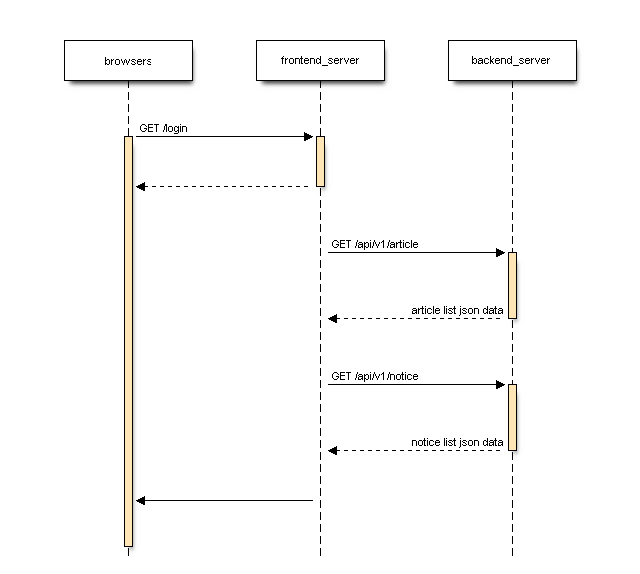 browsers
frontend_server
backend_server
GET /login
GET /api/v1/article
article list json data
GET /api/v1/notice
notice list json data